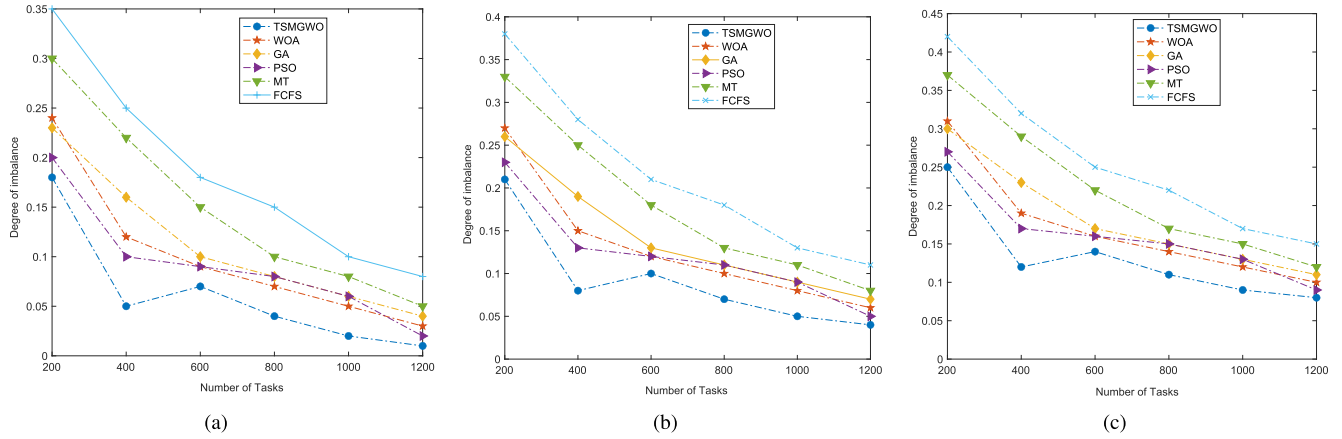 0.35
0.3
0.25
0.2
0.15
0.1
0.05
0
Degree of imbalance
TSMGWO
WOA
GA
PSO
MT
FCFS
200 400 600 800 1000 1200
Number of Tasks
(a)
0.4
0.35
0.3
0.25
0.2
0.15
0.1
0.05
0
Degree of imbalance
TSMGWO
WOA
GA
PSO
MT
FCFS
200 400 600 800 1000 1200
Number of Tasks
(b)
0.45
0.4
0.35
0.3
0.25
0.2
0.15
0.1
0.05
0
Degree of imbalance
TSMGWO
WOA
GA
PSO
MT
FCFS
200 400 600 800 1000 1200
Number of Tasks
(c)